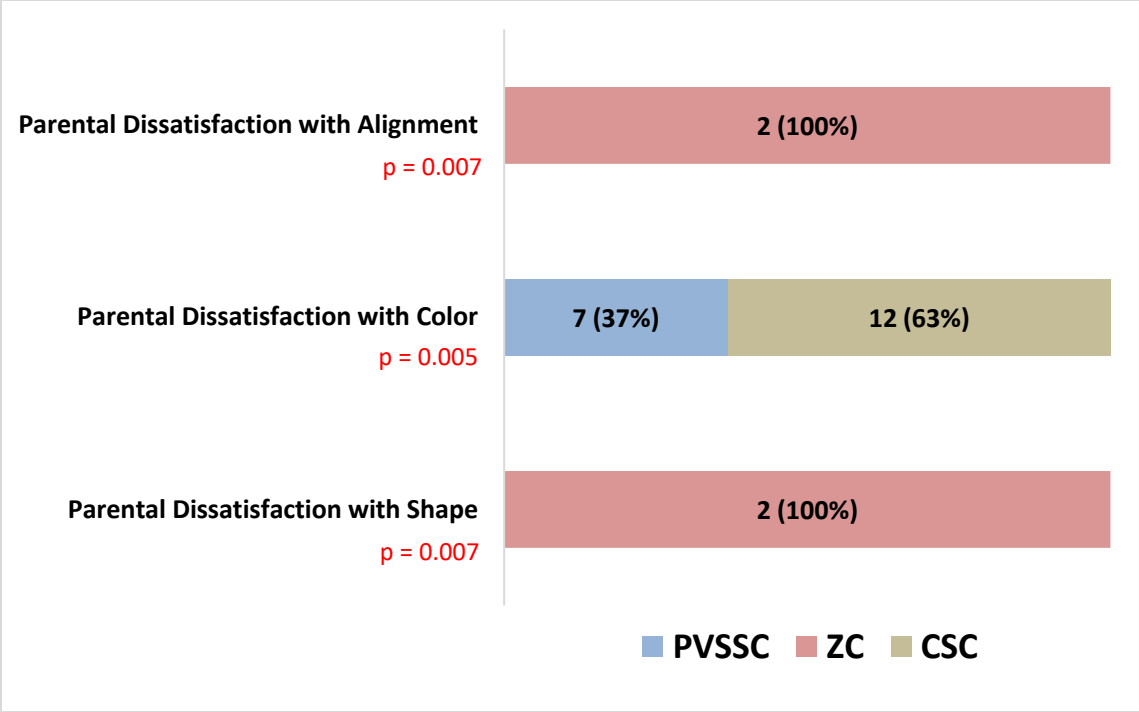 Parental Dissatisfaction with Alignment
p = 0.007
2 (100%)
Parental Dissatisfaction with Color
p = 0.005
7 (37%)
12 (63%)
Parental Dissatisfaction with Shape
p = 0.007
2 (100%)
PVSSC ZC CSC